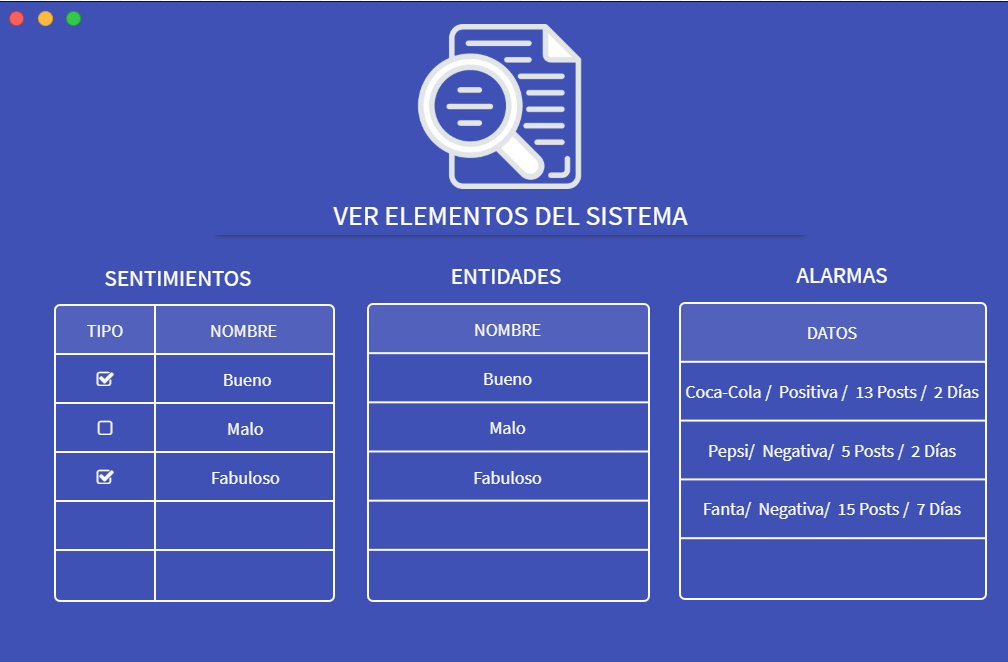 VER ELEMENTOS DEL SISTEMA
SENTIMIENTOS
TIPO NOMBRE
Bueno
Malo
Fabuloso
ENTIDADES
NOMBRE
Bueno
Malo
Fabuloso
ALARMAS
DATOS
Coca-Cola / Positiva / 13 Posts / 2 Días
Pepsi/ Negativa/ 5 Posts / 2 Días
Fanta/ Negativa/ 15 Posts / 7 Días